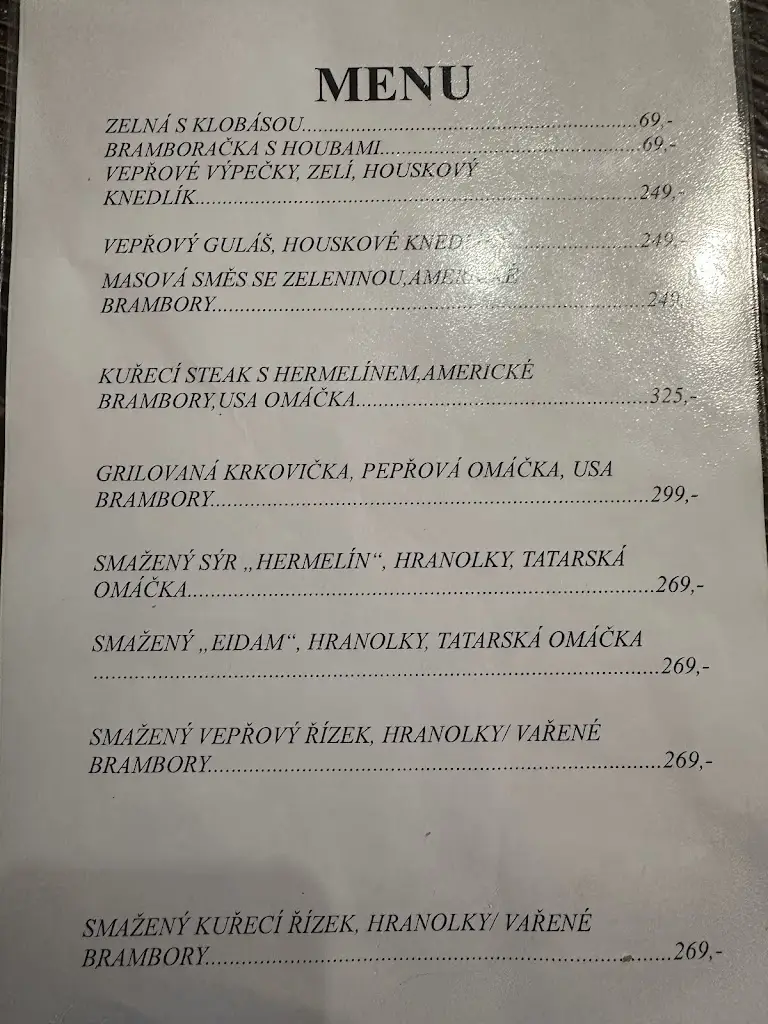 MENU
ZELNÁ S KLOBÁSOU...............................................69,-
BRAMBORAČKA S HOUBAMI....................................69,-
VEPŘOVÉ VÝPEČKY, ZELÍ, HOUSKOVÝ
KNEDLÍK...............................................................249,-
VEPŘOVÝ GULÁŠ, HOUSKOVÉ ...................249,-
MASOVÁ SMĚS SE ZELENINOU,AMERICKÉ
BRAMBORY.............................................................249,
KUŘECÍ STEAK S HERMELÍNEM,AMERICKÉ
BRAMBORY,USA OMÁČKA.........................................325,-
GRILOVANÁ KRKOVIČKA, PEPŘOVÁ OMÁČKA, USA
BRAMBORY..............................................................299,-
SMAŽENÝ SÝR ,,HERMELÍN“, HRANOLKY, TATARSKÁ
OMÁČKA..................................................................269,-
SMAŽENÝ ,,EIDAM“, HRANOLKY, TATARSKÁ OMÁČKA
................................................................................269,-
SMAŽENÝ VEPŘOVÝ ŘÍZEK, HRANOLKY/ VAŘENÉ
BRAMBORY................................................................269,-
SMAŽENÝ KUŘECÍ ŘÍZEK, HRANOLKY/ VAŘENÉ
BRAMBORY................................................................269,-